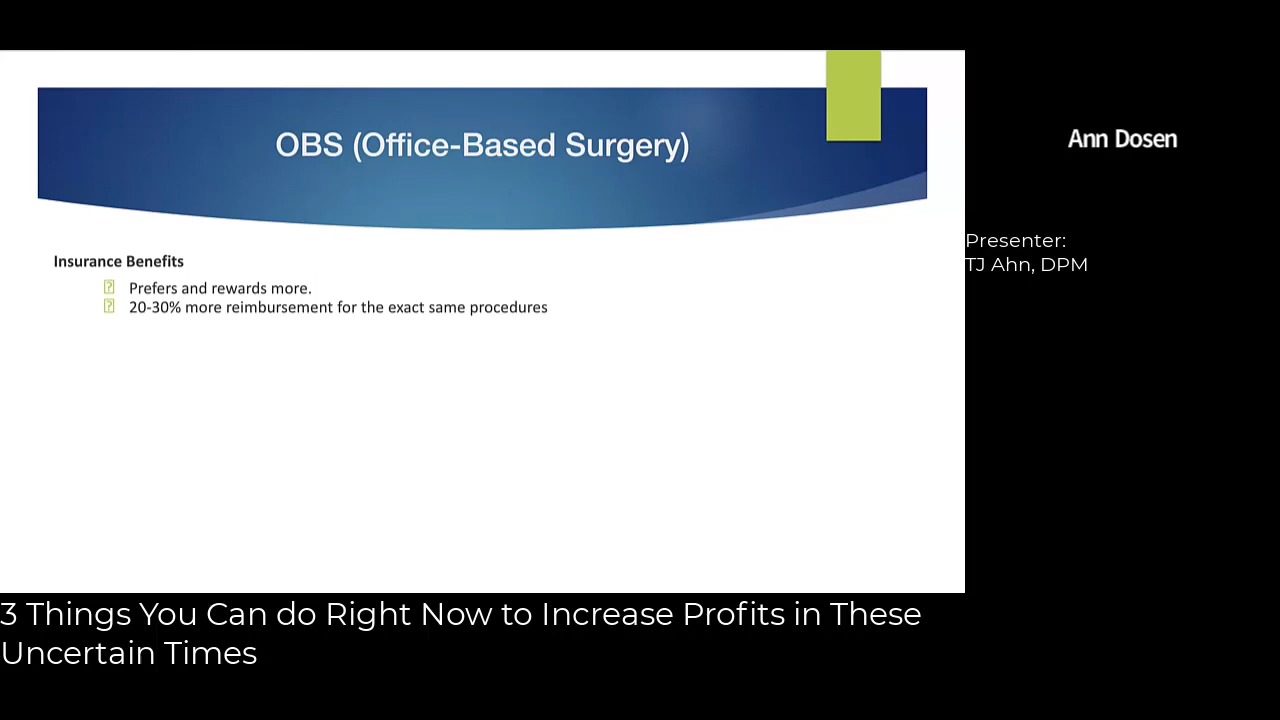 OBS (Office-Based Surgery)
Ann Dosen
Presenter:
TJ Ahn, DPM
Insurance Benefits
Prefers and rewards more.
20-30% more reimbursement for the exact same procedures
3 Things You Can do Right Now to Increase Profits in These
Uncertain Times